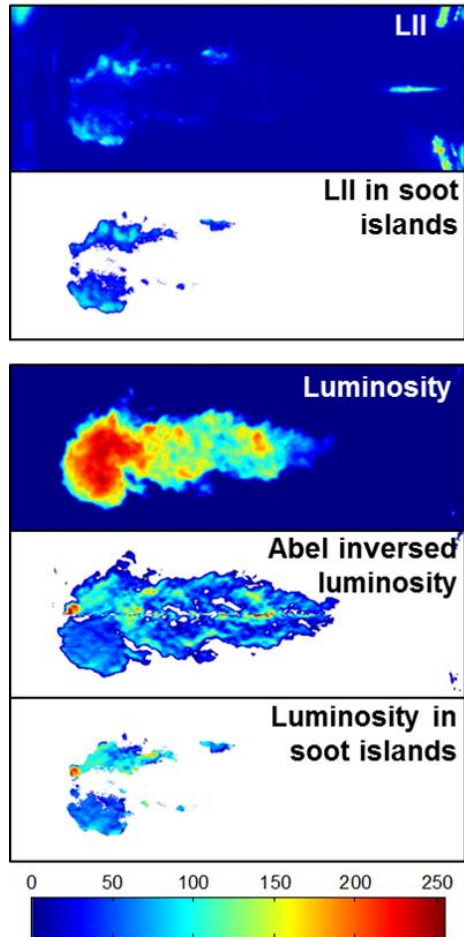 LII
LII in soot
islands
Luminosity
Abel inversed
luminosity
Luminosity in
soot islands
0 50 100 150 200 250